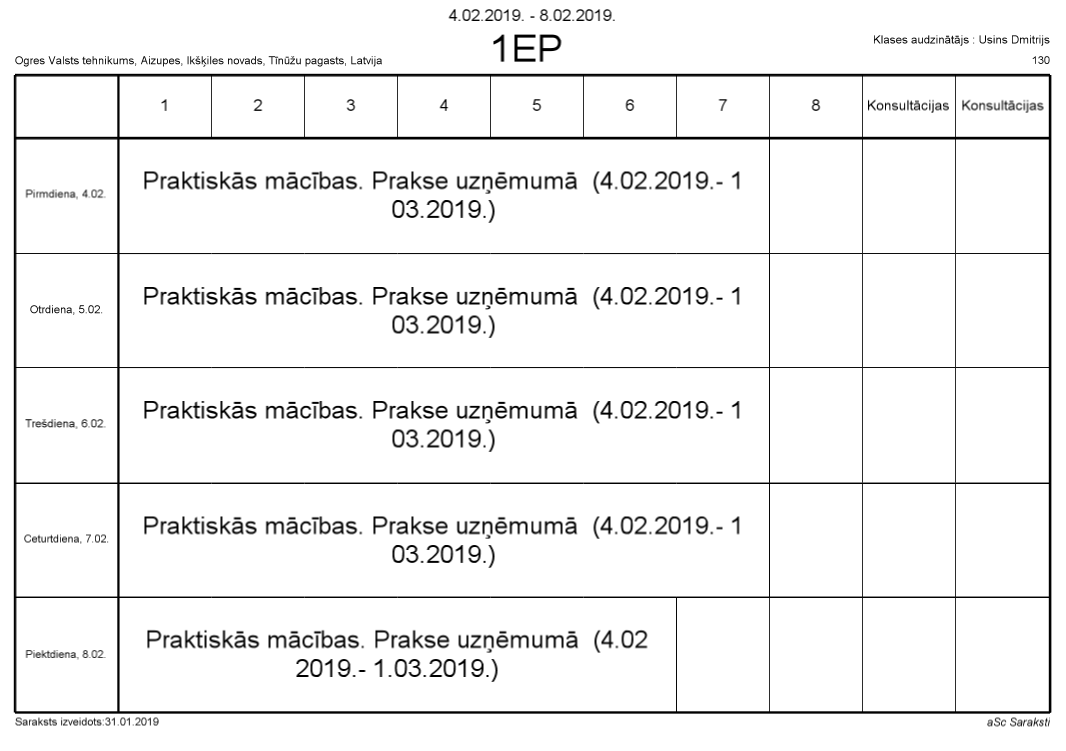 4.02.2019. - 8.02.2019.
1EP
Klases audzinātājs : Usins Dmitrijs
Ogres Valsts tehnikums, Aizupes, Ikšķiles novads, Tīnūžu pagasts, Latvija
130
1 2 3 4 5 6 7 8 Konsultācijas Konsultācijas
Pirmdiena, 4.02.
Praktiskās mācības. Prakse uzņēmumā (4.02.2019.- 1
03.2019.)
Otrdiena, 5.02.
Praktiskās mācības. Prakse uzņēmumā (4.02.2019.- 1
03.2019.)
Trešdiena, 6.02.
Praktiskās mācības. Prakse uzņēmumā (4.02.2019.- 1
03.2019.)
Ceturtdiena, 7.02.
Praktiskās mācības. Prakse uzņēmumā (4.02.2019.- 1
03.2019.)
Piektdiena, 8.02.
Praktiskās mācības. Prakse uzņēmumā (4.02
2019.- 1.03.2019.)
Saraksts izveidots:31.01.2019
aSc Saraksti